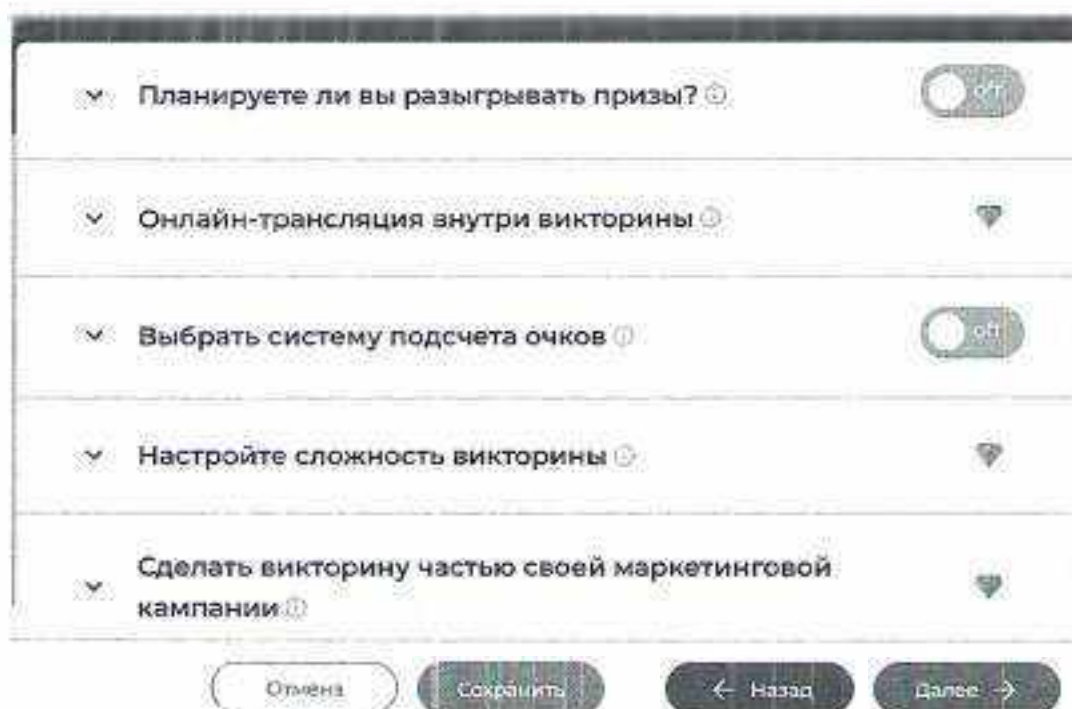 Планируете ли вы разыгрывать призы?
off
Онлайн-трансляция внутри викторины
Выбрать систему подсчета очков
off
Настройте сложность викторины
Сделать викторину частью своей маркетинговой
кампании
Отмена Сохранить ← Назад Далее →